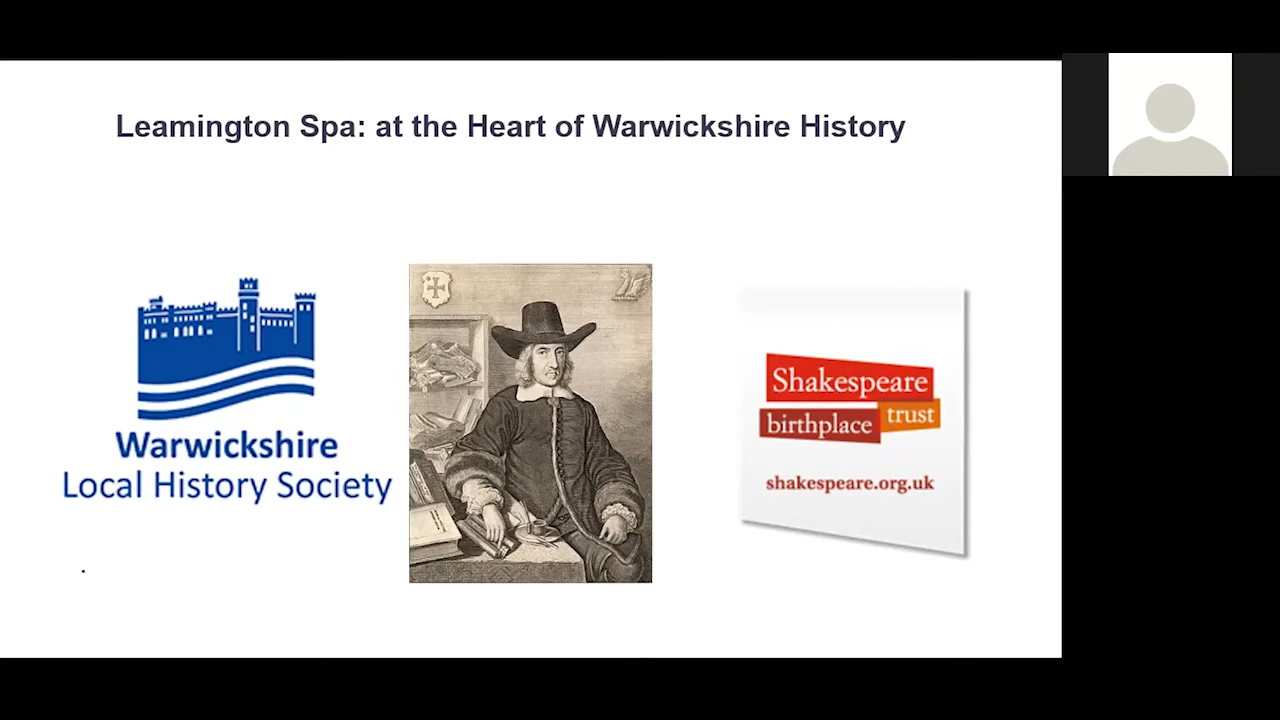 Leamington Spa: at the Heart of Warwickshire History
Warwickshire
Local History Society
.
Shakespeare
birthplace trust
shakespeare.org.uk